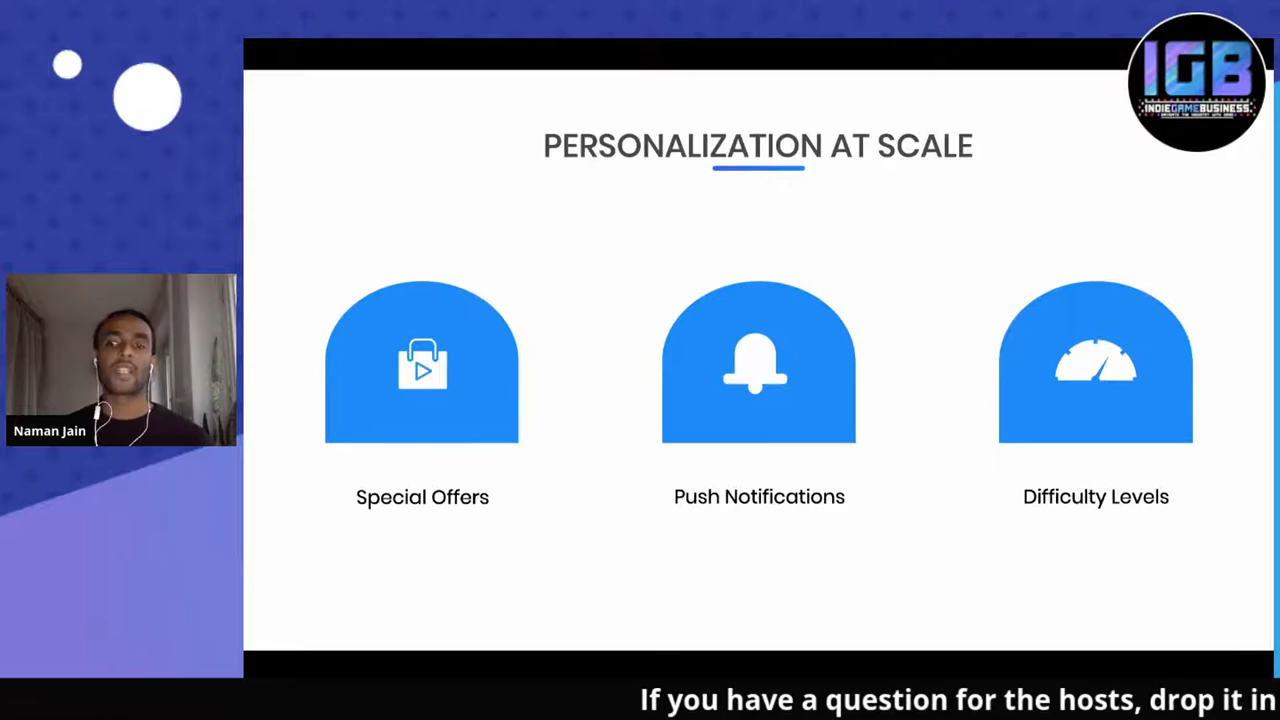 IGB
INDIEGAMEBUSINESS
PERSONALIZATION AT SCALE
Naman Jain
Special Offers
Push Notifications
Difficulty Levels
If you have a question for the hosts, drop it in